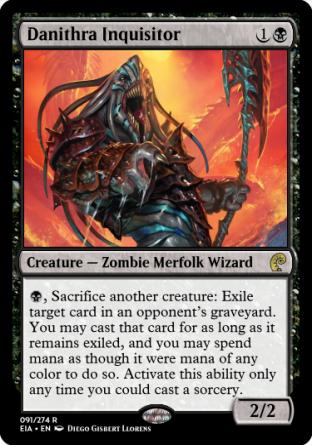 Danithra Inquisitor 1
Creature — Zombie Merfolk Wizard
, Sacrifice another creature: Exile
target card in an opponent's graveyard.
You may cast that card for as long as it
remains exiled, and you may spend
mana as though it were mana of any
color to do so. Activate this ability only
any time you could cast a sorcery.
2/2
091/274 R
EIA • EN Diego Gisbert Llorens